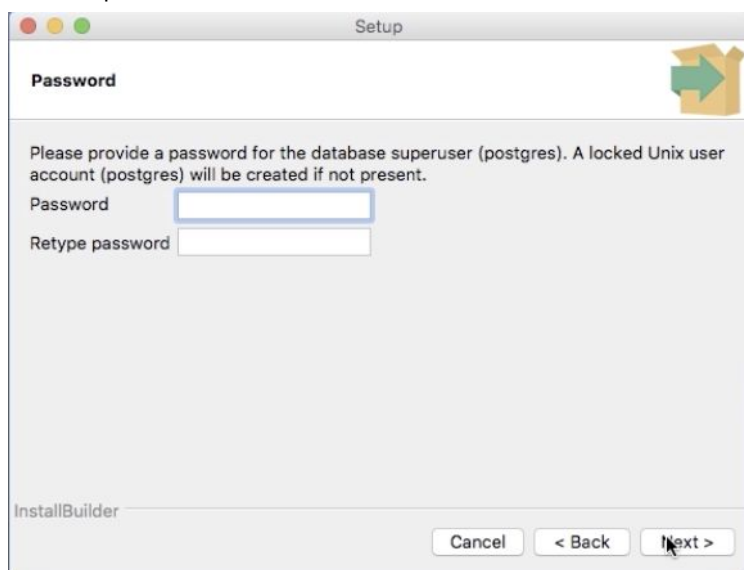 Setup
Password
Please provide a password for the database superuser (postgres). A locked Unix user
account (postgres) will be created if not present.
Password
Retype password
InstallBuilder
Cancel
< Back
Next >